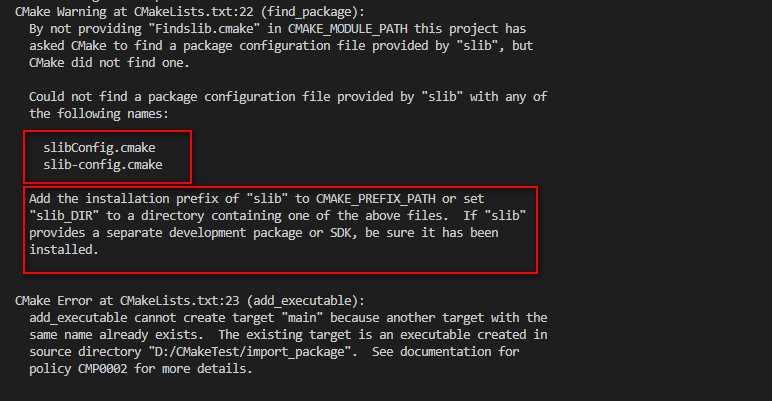 CMake Warning at CMakeLists.txt:22 (find_package):
By not providing "Findslib.cmake" in CMAKE_MODULE_PATH this project has
asked CMake to find a package configuration file provided by "slib", but
CMake did not find one.
Could not find a package configuration file provided by "slib" with any of
the following names:
slibConfig.cmake
slib-config.cmake
Add the installation prefix of "slib" to CMAKE_PREFIX_PATH or set
"slib_DIR" to a directory containing one of the above files.  If "slib"
provides a separate development package or SDK, be sure it has been
installed.
CMake Error at CMakeLists.txt:23 (add_executable):
add_executable cannot create target "main" because another target with the
same name already exists.  The existing target is an executable created in
source directory "D:/CMakeTest/import_package".  See documentation for
policy CMP0002 for more details.